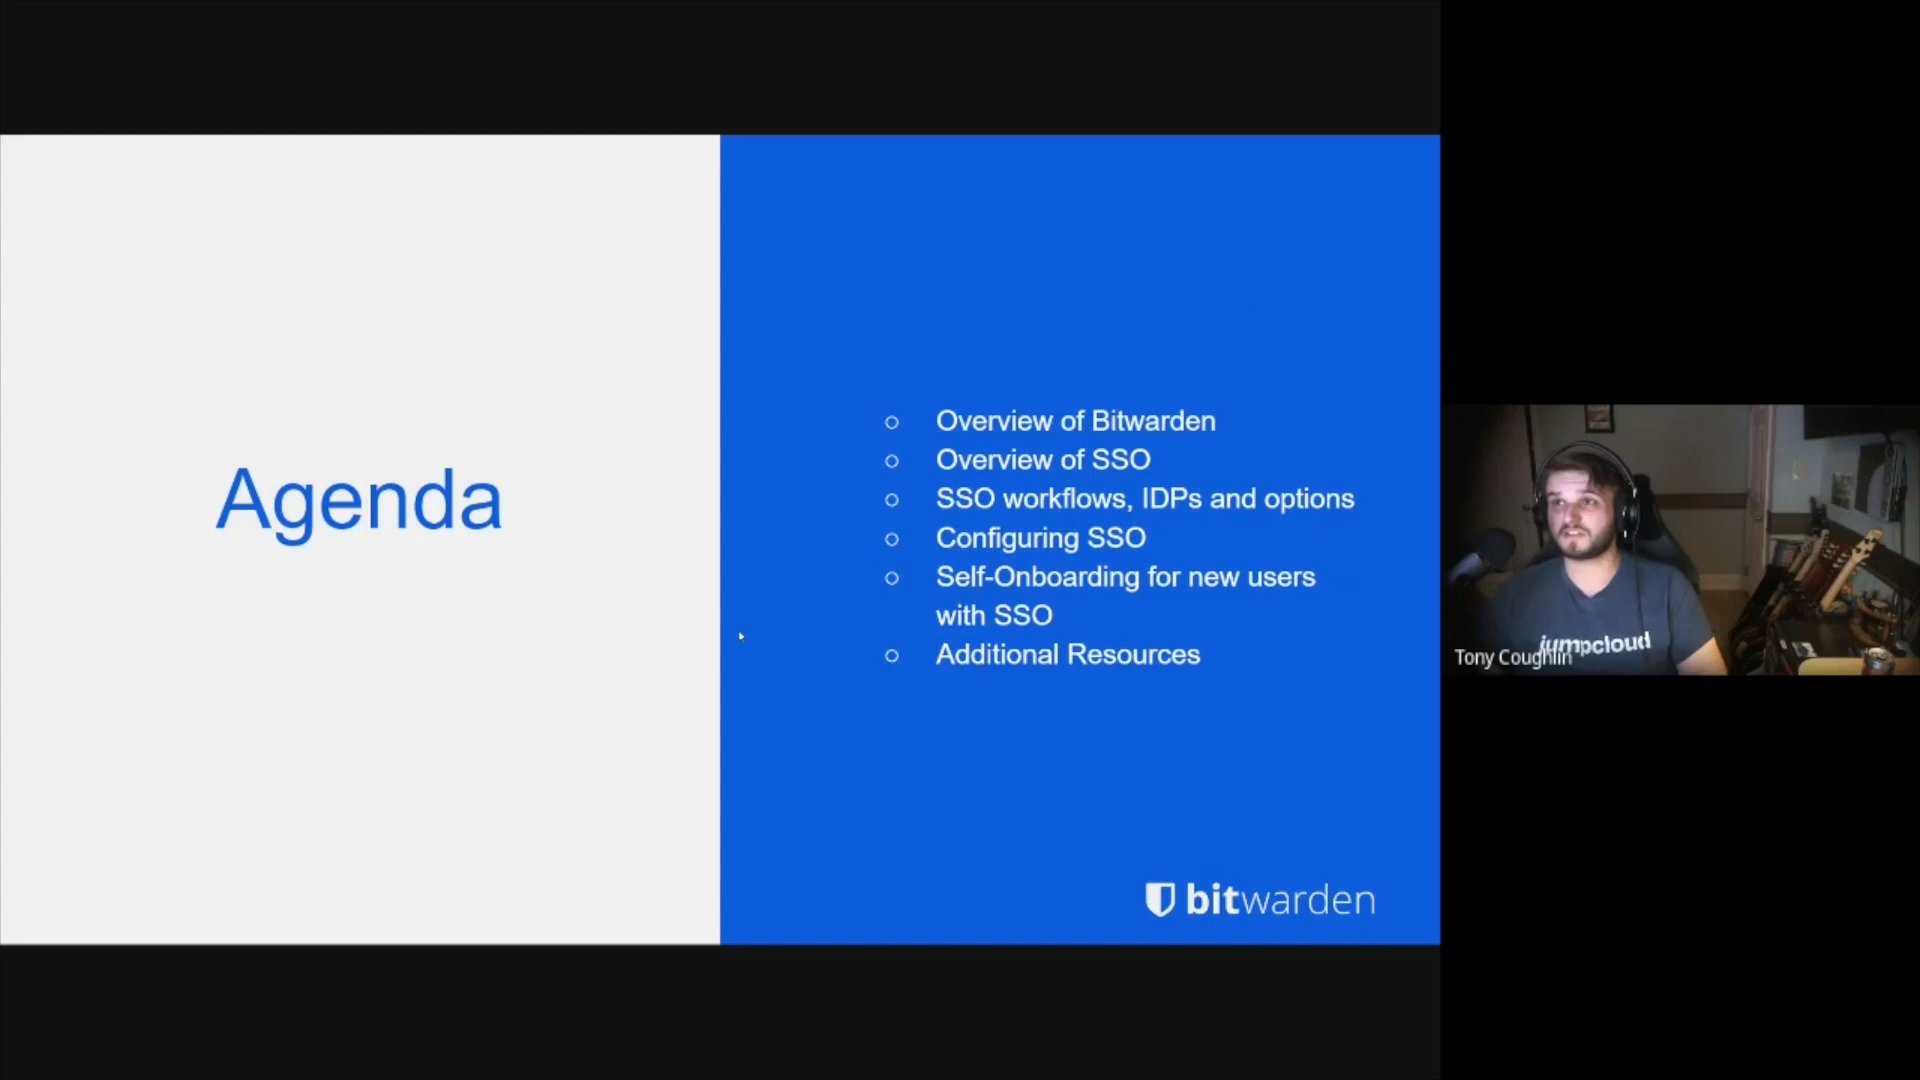 Agenda
Overview of Bitwarden
Overview of SSO
SSO workflows, IDPs and options
Configuring SSO
Self-Onboarding for new users
with SSO
Additional Resources
bitwarden
jumpcloud
Tony Coughlin